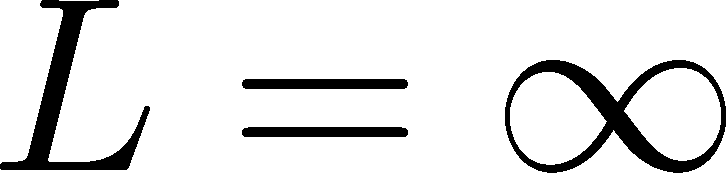 L = ∞